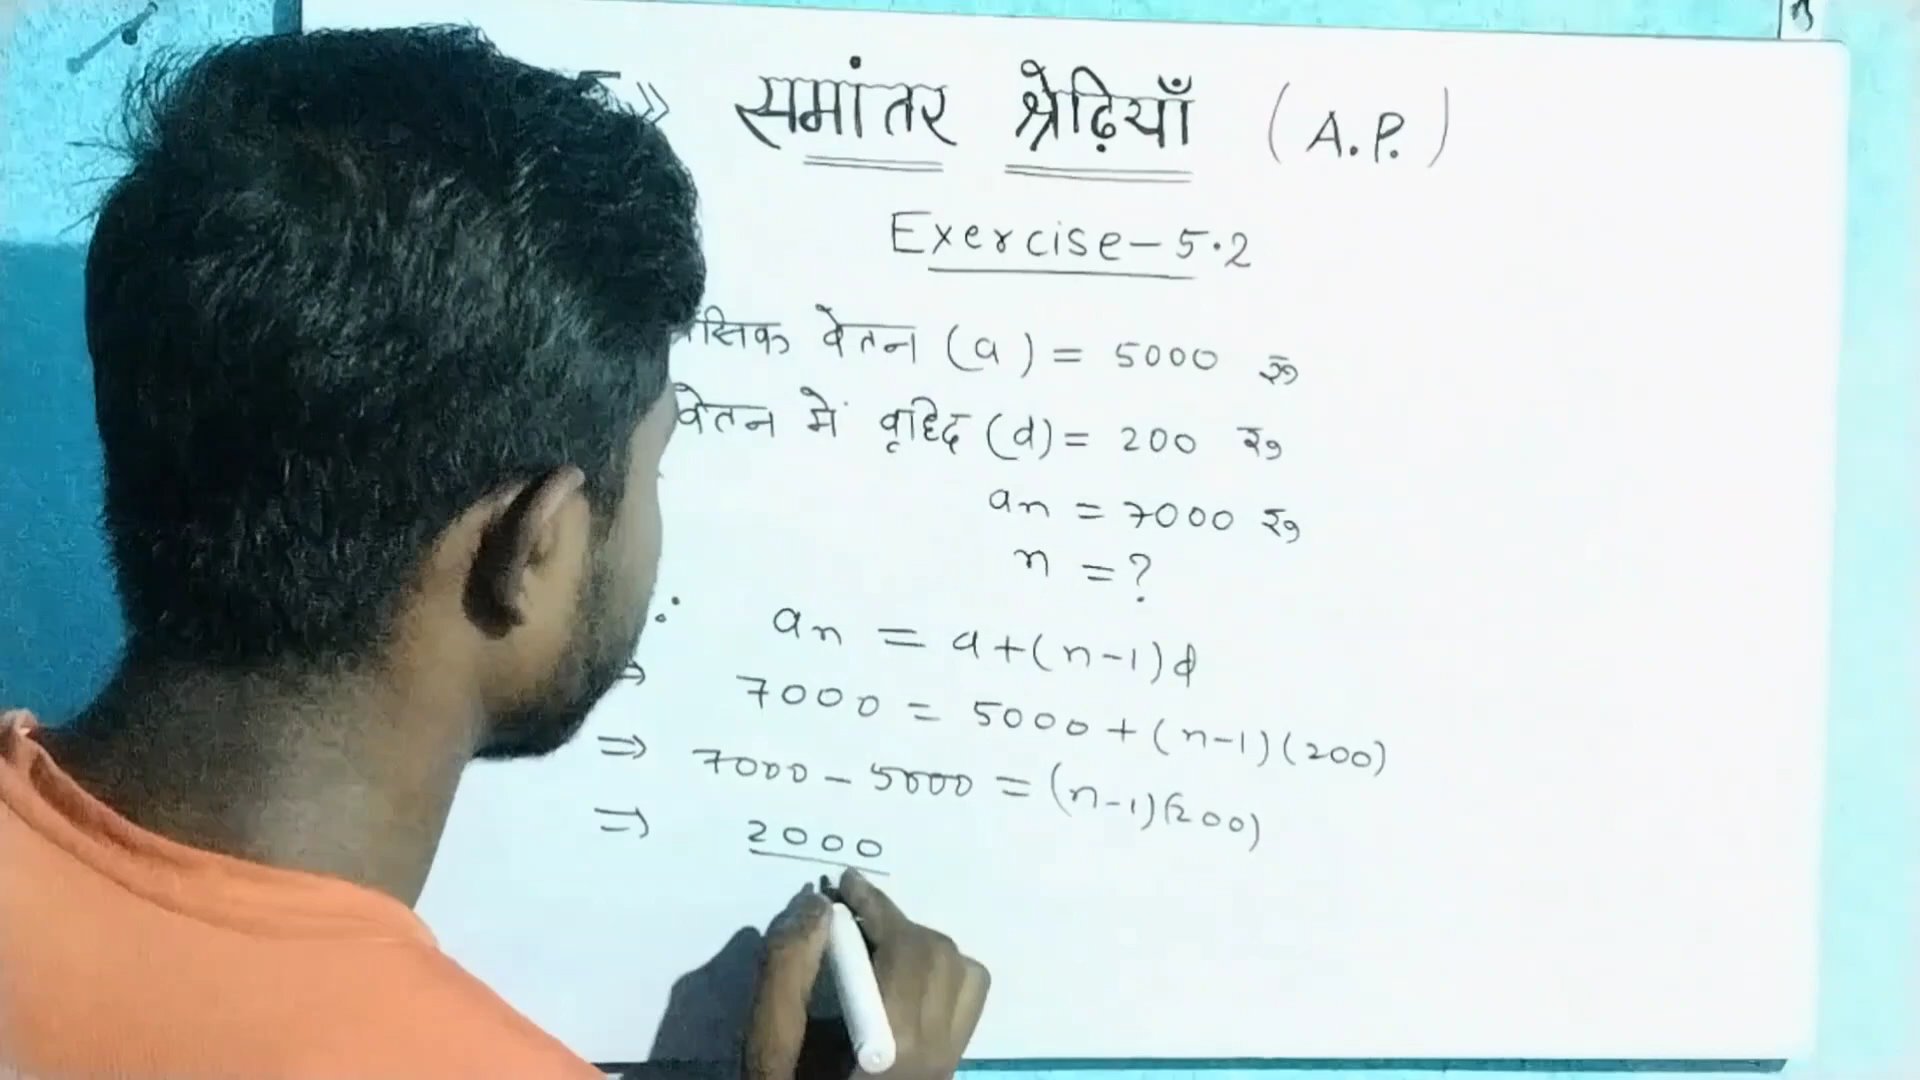 समांतर श्रेढ़ियाँ (A.P.)
Exercise-5.2
वेतन (a) = 5000 रु
वेतन में वृद्दि (d) = 200 रु
an = 7000 रु
n = ?
∴ an = a+(n-1)d
⇒ 7000 = 5000+(n-1)(200)
⇒ 7000-5000 = (n-1)(200)
⇒ 2000